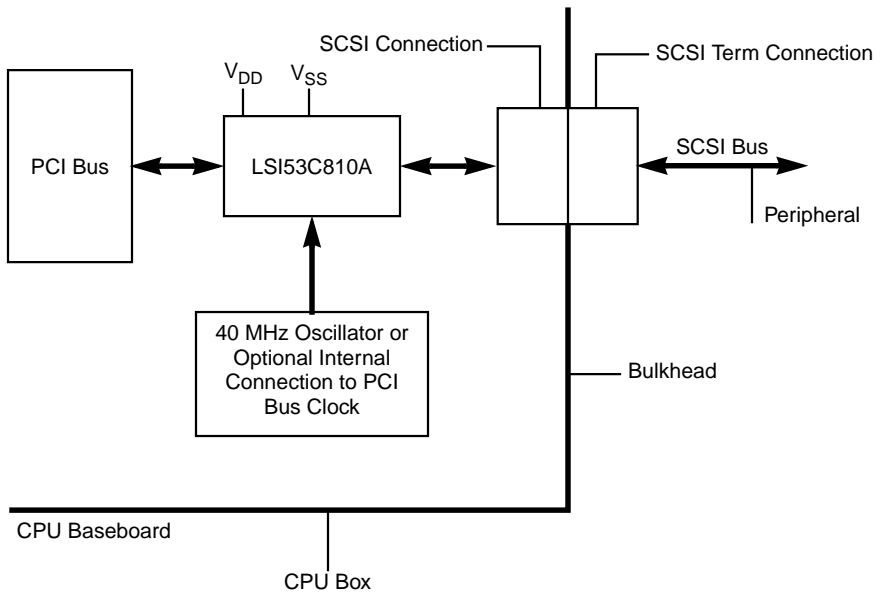 SCSI Connection
SCSI Term Connection
VDD
VSS
PCI Bus
LSI53C810A
SCSI Bus
Peripheral
40 MHz Oscillator or
Optional Internal
Connection to PCI
Bus Clock
Bulkhead
CPU Baseboard
CPU Box